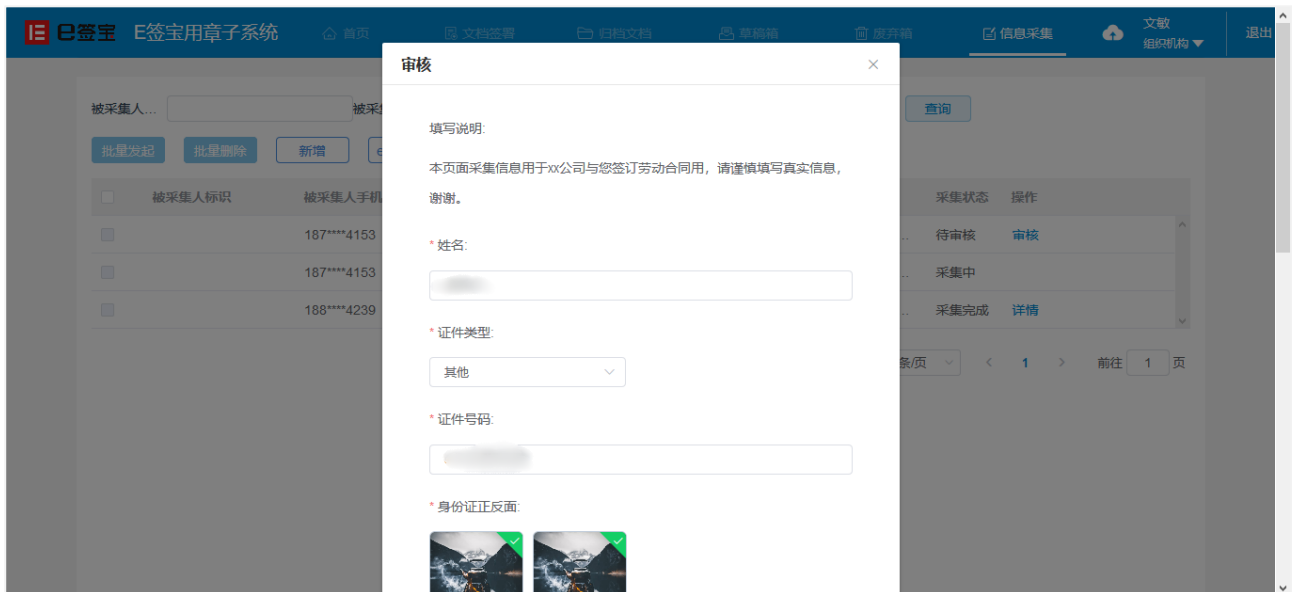 e签宝 E签宝用章子系统 首页 文档签署 归档文档 草稿箱 废弃箱 信息采集 文敏 退出
组织机构
审核
被采集人... 被采 查询
填写说明:
批量发起 批量删除 新增 e
本页面采集信息用于xx公司与您签订劳动合同用，请谨慎填写真实信息，
谢谢。
被采集人标识 被采集人手机 采集状态 操作
187****4153 .. 待审核 审核
* 姓名:
187****4153 .. 采集中
188****4239 .. 采集完成 详情
* 证件类型:
其他
条/页 < 1 > 前往 1 页
* 证件号码:
* 身份证正反面: